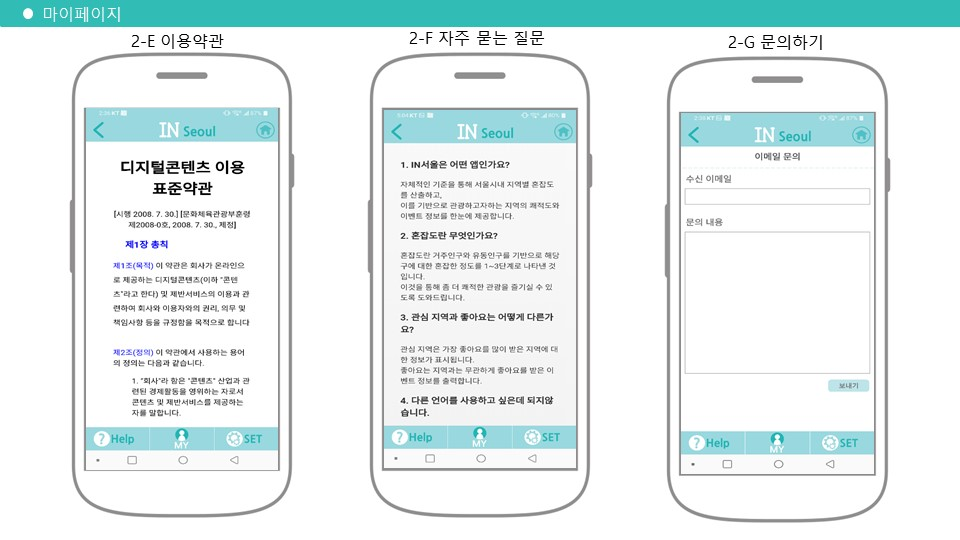 마이페이지
2-E 이용약관
2:39 KT 67%
IN Seoul
디지털콘텐츠 이용
표준약관
[시행 2008. 7. 30.] [문화체육관광부훈령
제2008-0호, 2008. 7. 30., 제정]
제1장 총칙
제1조(목적) 이 약관은 회사가 온라인으
로 제공하는 디지털콘텐츠(이하 "콘텐
츠"라고 한다) 및 제반서비스의 이용과 관
련하여 회사와 이용자와의 권리, 의무 및
책임사항 등을 규정함을 목적으로 합니다
제2조(정의) 이 약관에서 사용하는 용어
의 정의는 다음과 같습니다.
1. "회사"라 함은 "콘텐츠" 산업과 관
련된 경제활동을 영위하는 자로서
콘텐츠 및 제반서비스를 제공하는
자를 말합니다.
? Help
MY
SET
2-F 자주 묻는 질문
KT
IN Seoul
1. IN서울은 어떤 앱인가요?
자체적인 기준을 통해 서울시내 지역별 혼잡도
를 산출하고,
이를 기반으로 관광하고자하는 지역의 쾌적도와
이벤트 정보를 한눈에 제공합니다.
2. 혼잡도란 무엇인가요?
혼잡도란 거주인구와 유동인구를 기반으로 해당
구에 대한 혼잡한 정도를 1~3단계로 나타낸 것
입니다.
이것을 통해 좀 더 쾌적한 관광을 즐기실 수 있
도록 도와드립니다.
3. 관심 지역과 좋아요는 어떻게 다른가
요?
관심 지역은 가장 좋아요를 많이 받은 지역에 대
한 정보가 표시됩니다.
좋아요는 지역과는 무관하게 좋아요를 받은 이
벤트 정보를 출력합니다.
4. 다른 언어를 사용하고 싶은데 되지않
습니다.
? Help
MY
SET
2-G 문의하기
2:39 KT 67%
IN Seoul
이메일 문의
수신 이메일
문의 내용
보내기
? Help
MY
SET